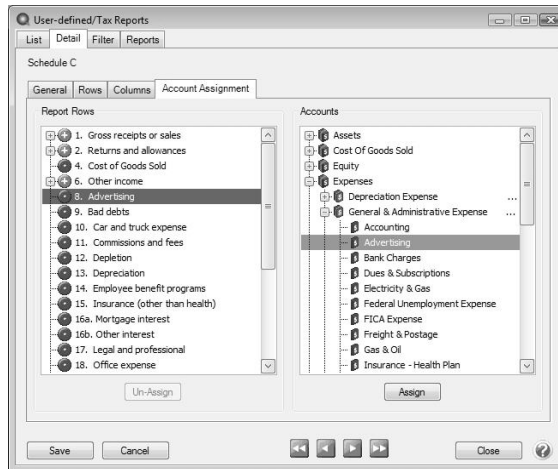 User-defined/Tax Reports
List Detail Filter Reports
Schedule C
General Rows Columns Account Assignment
Report Rows
1. Gross receipts or sales
2. Returns and allowances
4. Cost of Goods Sold
6. Other income
8. Advertising
9. Bad debts
10. Car and truck expense
11. Commissions and fees
12. Depletion
13. Depreciation
14. Employee benefit programs
15. Insurance (other than health)
16a. Mortgage interest
16b. Other interest
17. Legal and professional
18. Office expense
Un-Assign
Accounts
Assets
Cost Of Goods Sold
Equity
Expenses
Depreciation Expense ...
General & Administrative Expense ...
Accounting
Advertising
Bank Charges
Dues & Subscriptions
Electricity & Gas
Federal Unemployment Expense
FICA Expense
Freight & Postage
Gas & Oil
Insurance - Health Plan
Assign
Save Cancel Close ?